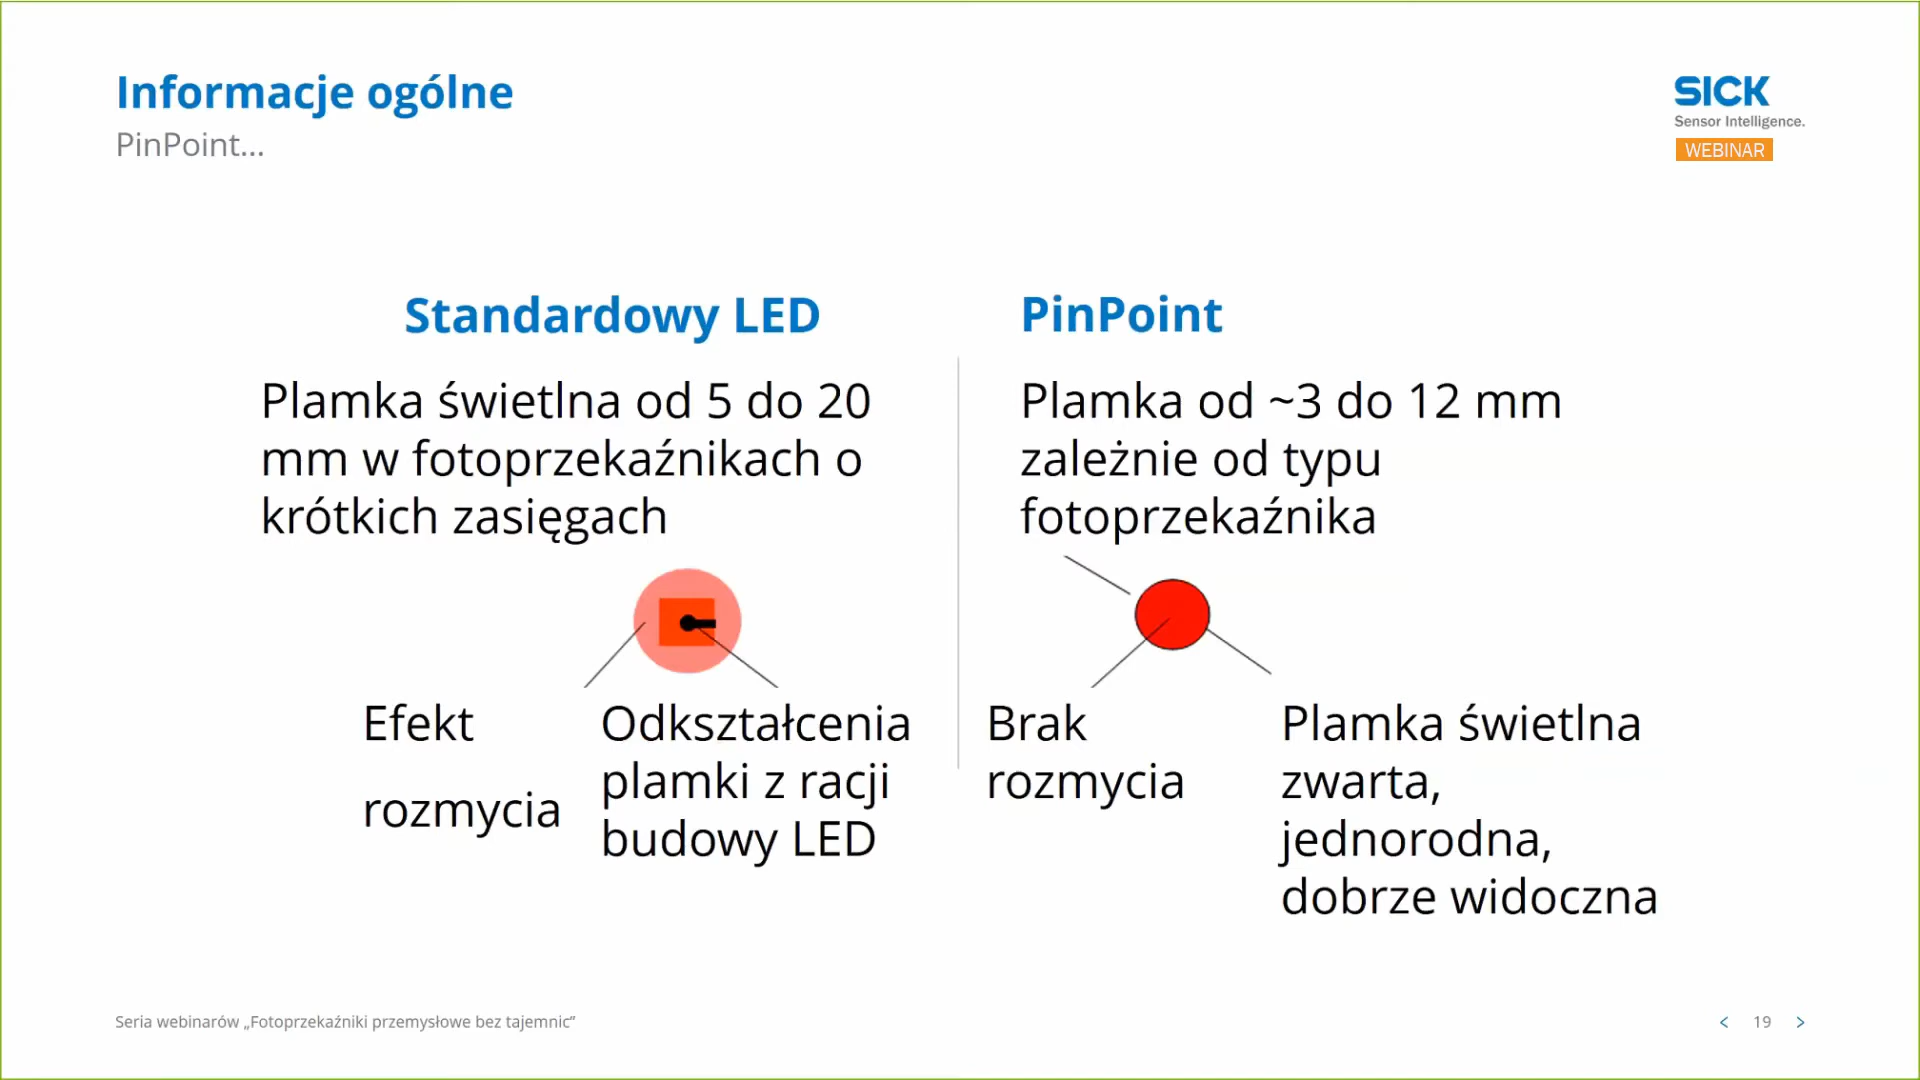 Informacje ogólne
PinPoint...
SICK
Sensor Intelligence.
WEBINAR
Standardowy LED
Plamka świetlna od 5 do 20
mm w fotoprzekaźnikach o
krótkich zasięgach
Efekt
rozmycia
Odkształcenia
plamki z racji
budowy LED
PinPoint
Plamka od ~3 do 12 mm
zależnie od typu
fotoprzekaźnika
Brak
rozmycia
Plamka świetlna
zwarta,
jednorodna,
dobrze widoczna
Seria webinarów „Fotoprzekaźniki przemysłowe bez tajemnic”
< 19 >